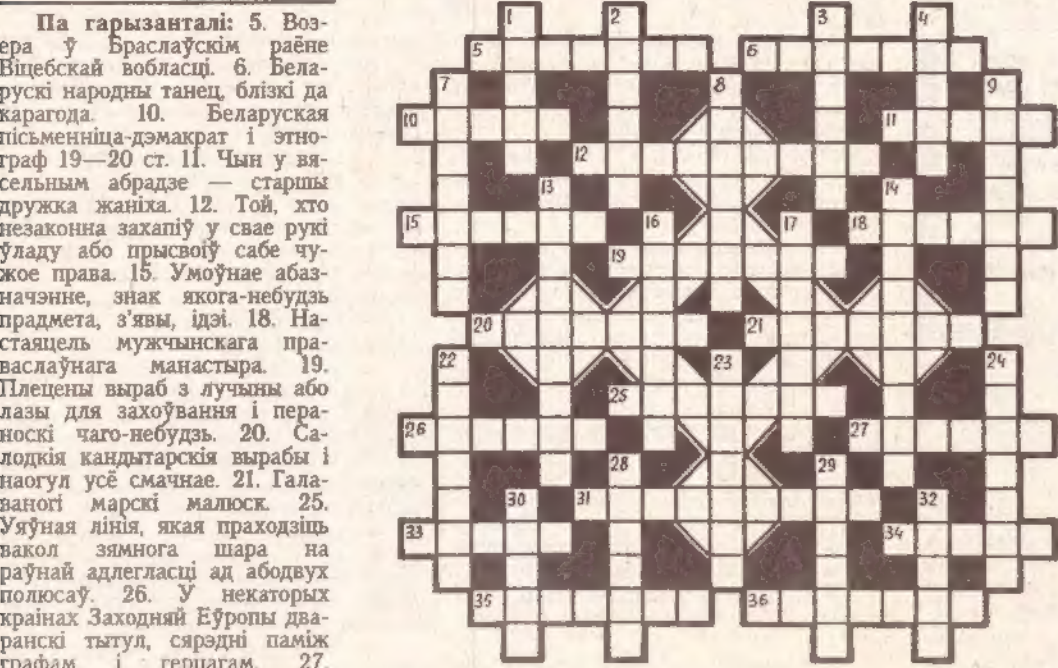 Па гарызанталі: 5. Воз-
ера ў Браслаўскім раёне
Віцебскай вобласці. 6. Бела-
рускі народны танец, блізкі да
карагода. 10. Беларуская
пісьменніца-дэмакрат і этно-
граф 19—20 ст. 11. Чын у вя-
сельным абрадзе — старшы
дружка жаніха. 12. Той, хто
незаконна захапіў у свае рукі
ўладу або прысвоіў сабе чу-
жое права. 15. Умоўнае абаз-
начэнне, знак якога-небудзь
прадмета, з'явы, ідэі. 18. На-
стаяцель мужчынскага пра-
васлаўнага манастыра. 19.
Плецены выраб з лучыны або
лазы для захоўвання і пера-
носкі чаго-небудзь. 20. Са-
лодкія кандытарскія вырабы і
наогул усё смачнае. 21. Гала-
ваногі марскі малюск. 25.
Уяўная лінія, якая праходзіць
вакол зямнога шара на
раўнай адлегласці ад абодвух
полюсаў. 26. У некаторых
краінах Заходняй Еўропы два-
ранскі тытул, сярэдні паміж
графам і герцагам. 27.
1 2 3 4
5 6
7 8 9
10 11
12
13 14
15 16 17 18
19
20 21
22 23 24
25
26 27
28 29
30 31 32
33 34
35 36